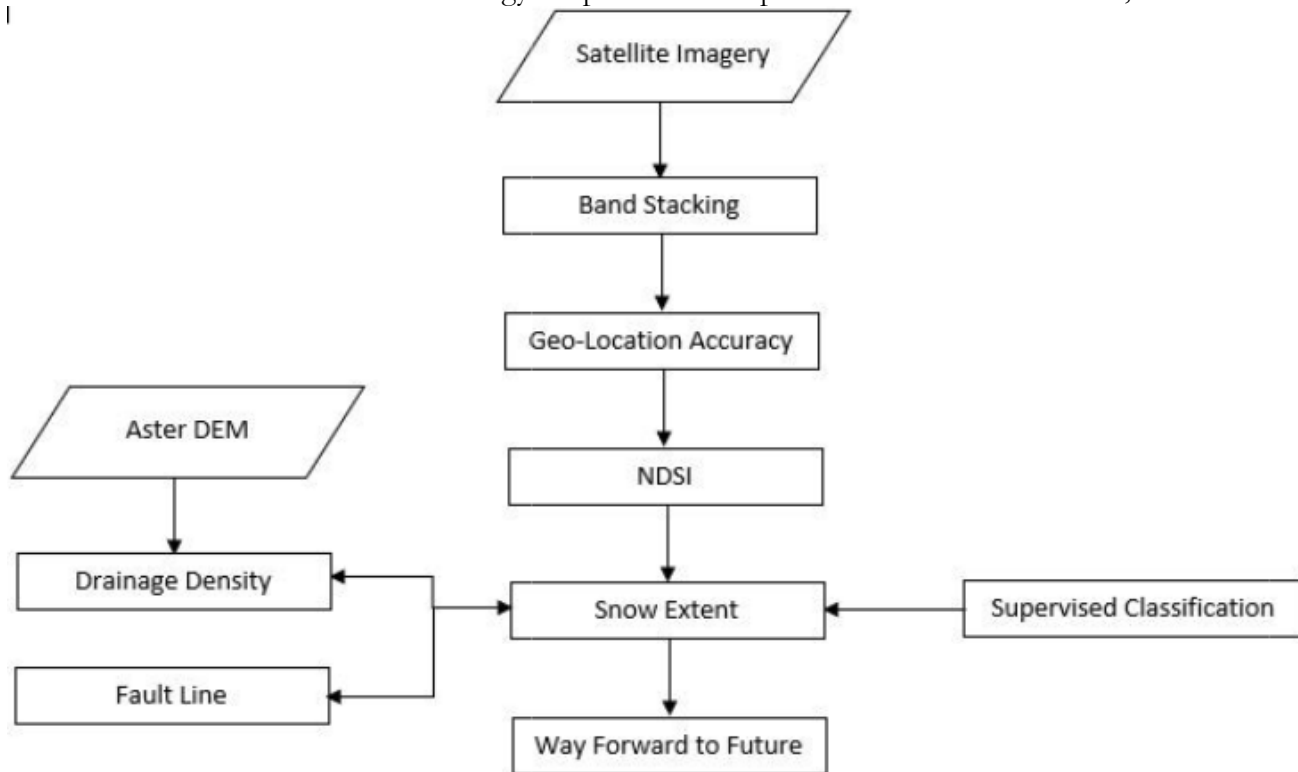 Satellite Imagery
Band Stacking
Geo-Location Accuracy
Aster DEM
NDSI
Drainage Density
Snow Extent
Supervised Classification
Fault Line
Way Forward to Future